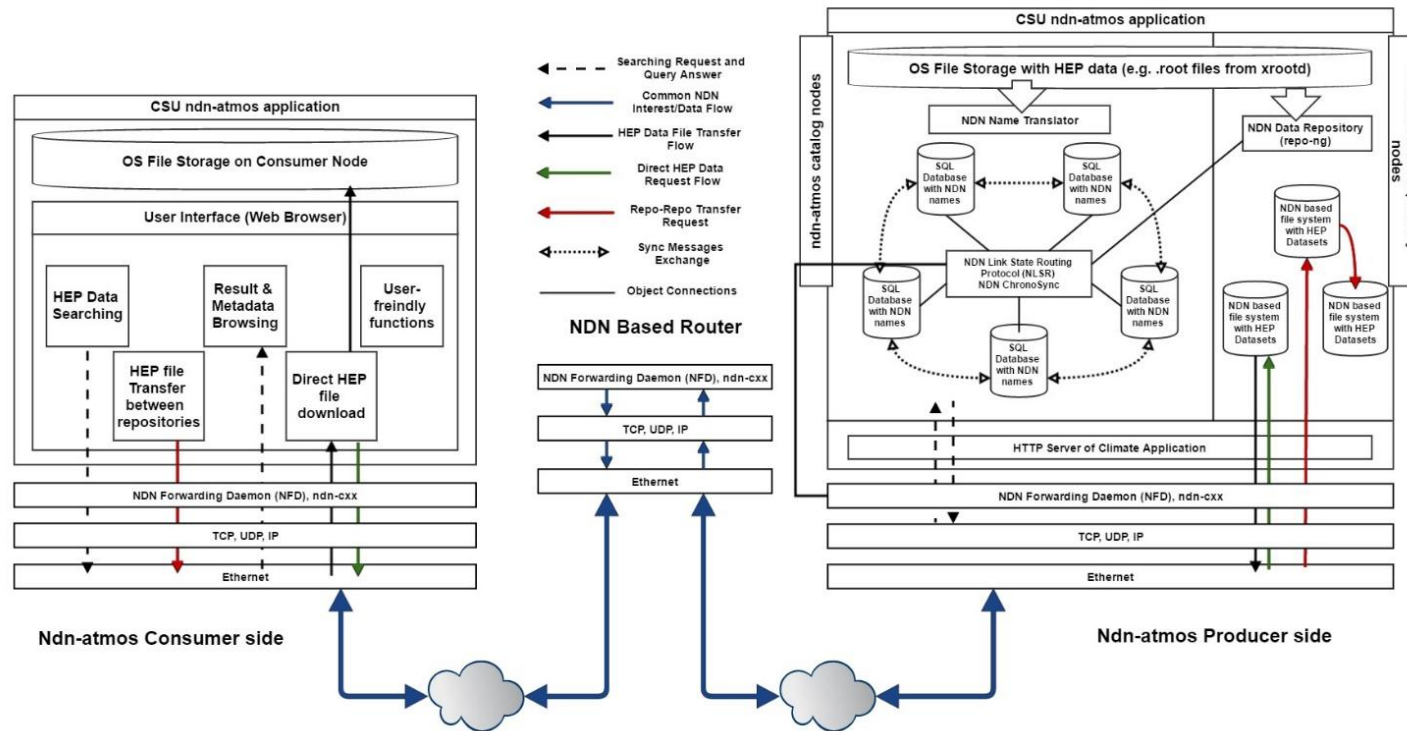 CSU ndn-atmos application
OS File Storage on Consumer Node
User Interface (Web Browser)
HEP Data
Searching
Result &
Metadata
Browsing
User-
freindly
functions
HEP file
Transfer
between
repositories
Direct HEP
file
download
NDN Forwarding Daemon (NFD), ndn-cxx
TCP, UDP, IP
Ethernet
Ndn-atmos Consumer side
Searching Request and
Query Answer
Common NDN
Interest/Data Flow
HEP Data File Transfer
Flow
Direct HEP Data
Request Flow
Repo-Repo Transfer
Request
Sync Messages
Exchange
Object Connections
NDN Based Router
NDN Forwarding Daemon (NFD), ndn-cxx
TCP, UDP, IP
Ethernet
CSU ndn-atmos application
ndn-atmos catalog nodes
nodes
OS File Storage with HEP data (e.g. .root files from xrootd)
NDN Name Translator
NDN Data Repository
(repo-ng)
SQL
Database
with NDN
names
SQL
Database
with NDN
names
NDN Link State Routing
Protocol (NLSR)
NDN ChronoSync
SQL
Database
with NDN
names
SQL
Database
with NDN
names
SQL
Database
with NDN
names
NDN based
file system
with HEP
Datasets
NDN based
file system
with HEP
Datasets
NDN based
file system
with HEP
Datasets
HTTP Server of Climate Application
NDN Forwarding Daemon (NFD), ndn-cxx
TCP, UDP, IP
Ethernet
Ndn-atmos Producer side